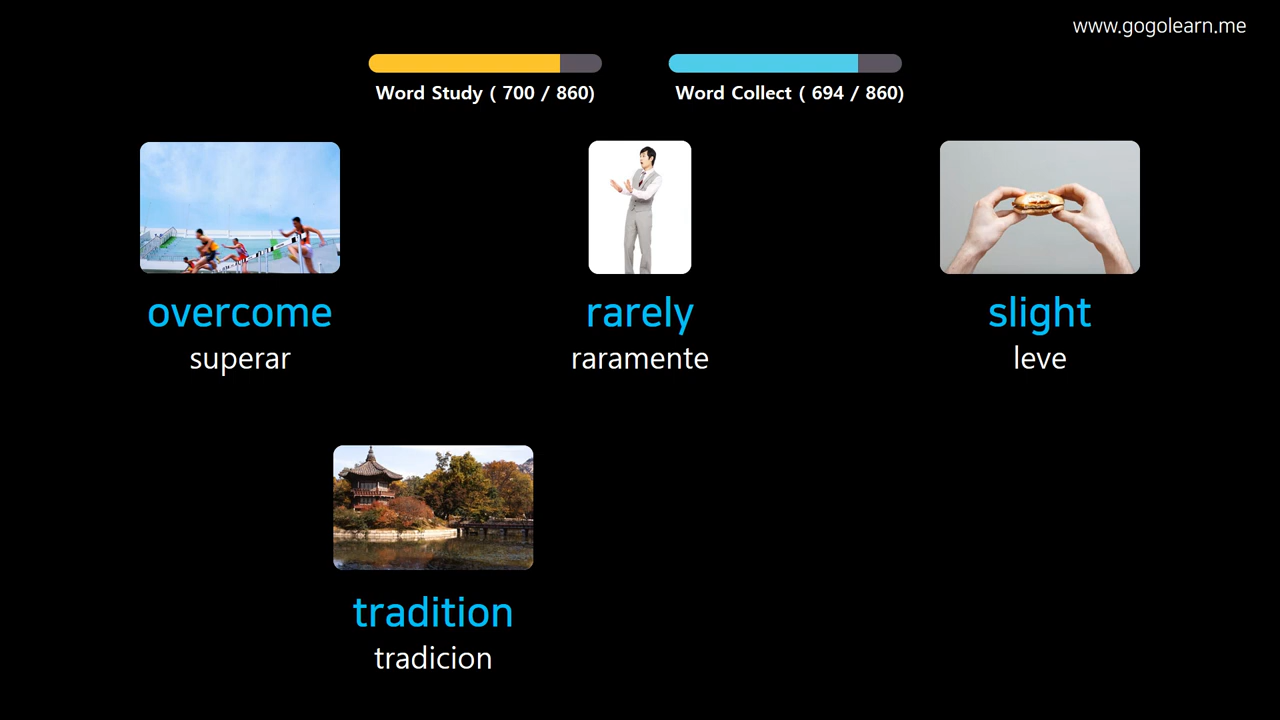 www.gogolearn.me
Word Study ( 700 / 860)
Word Collect ( 694 / 860)
overcome
superar
rarely
raramente
slight
leve
tradition
tradicion